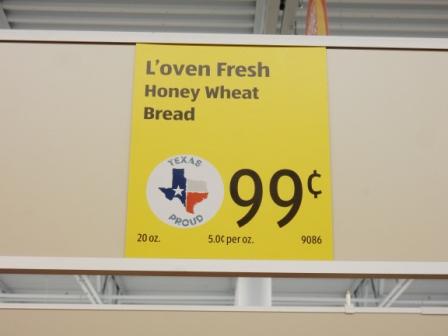 L'oven Fresh
Honey Wheat
Bread
TEXAS
PROUD
99¢
20 oz.
5.0¢ per oz.
9086